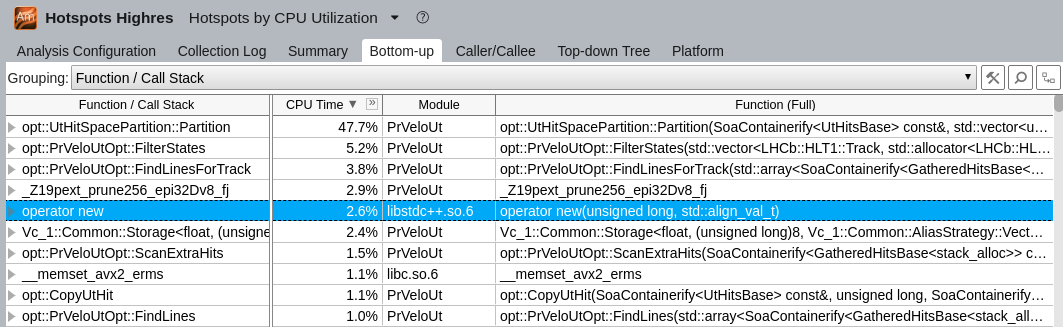 Hotspots Highres Hotspots by CPU Utilization
Analysis Configuration Collection Log Summary Bottom-up Caller/Callee Top-down Tree Platform
Grouping: Function / Call Stack
Function / Call Stack CPU Time ▼ » Module Function (Full)
opt::UtHitSpacePartition::Partition 47.7% PrVeloUt opt::UtHitSpacePartition::Partition(SoaContainerify<UtHitsBase> const&, std::vector<u…
opt::PrVeloUtOpt::FilterStates 5.2% PrVeloUt opt::PrVeloUtOpt::FilterStates(std::vector<LHCb::HLT1::Track, std::allocator<LHCb::HL…
opt::PrVeloUtOpt::FindLinesForTrack 3.8% PrVeloUt opt::PrVeloUtOpt::FindLinesForTrack(std::array<SoaContainerify<GatheredHitsBase<…
_Z19pext_prune256_epi32Dv8_fj 2.9% PrVeloUt _Z19pext_prune256_epi32Dv8_fj
operator new 2.6% libstdc++.so.6 operator new(unsigned long, std::align_val_t)
Vc_1::Common::Storage<float, (unsigne 2.4% PrVeloUt Vc_1::Common::Storage<float, (unsigned long)8, Vc_1::Common::AliasStrategy::Vect…
opt::PrVeloUtOpt::ScanExtraHits 1.5% PrVeloUt opt::PrVeloUtOpt::ScanExtraHits(SoaContainerify<GatheredHitsBase<stack_alloc>> c…
__memset_avx2_erms 1.1% libc.so.6 __memset_avx2_erms
opt::CopyUtHit 1.1% PrVeloUt opt::CopyUtHit(SoaContainerify<UtHitsBase> const&, unsigned long, SoaContainerify…
opt::PrVeloUtOpt::FindLines 1.0% PrVeloUt opt::PrVeloUtOpt::FindLines(std::array<SoaContainerify<GatheredHitsBase<stack_all…